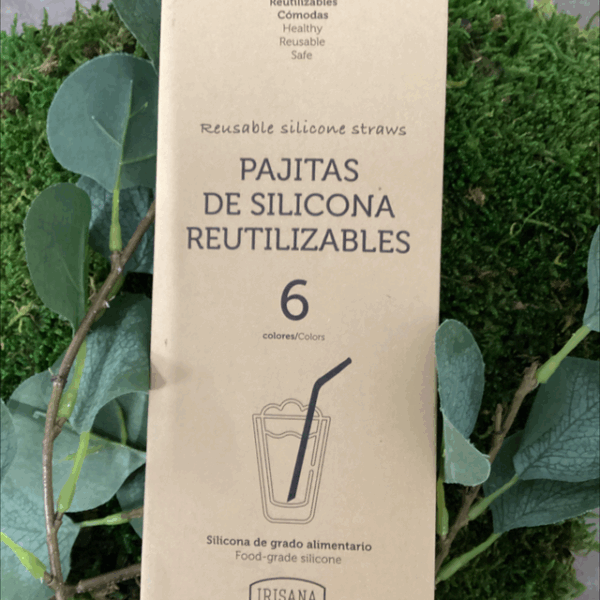 Reutilizables
Cómodas
Healthy
Reusable
Safe
Reusable silicone straws
PAJITAS
DE SILICONA
REUTILIZABLES
6
colores/Colors
Silicona de grado alimentario
Food-grade silicone
IRISANA